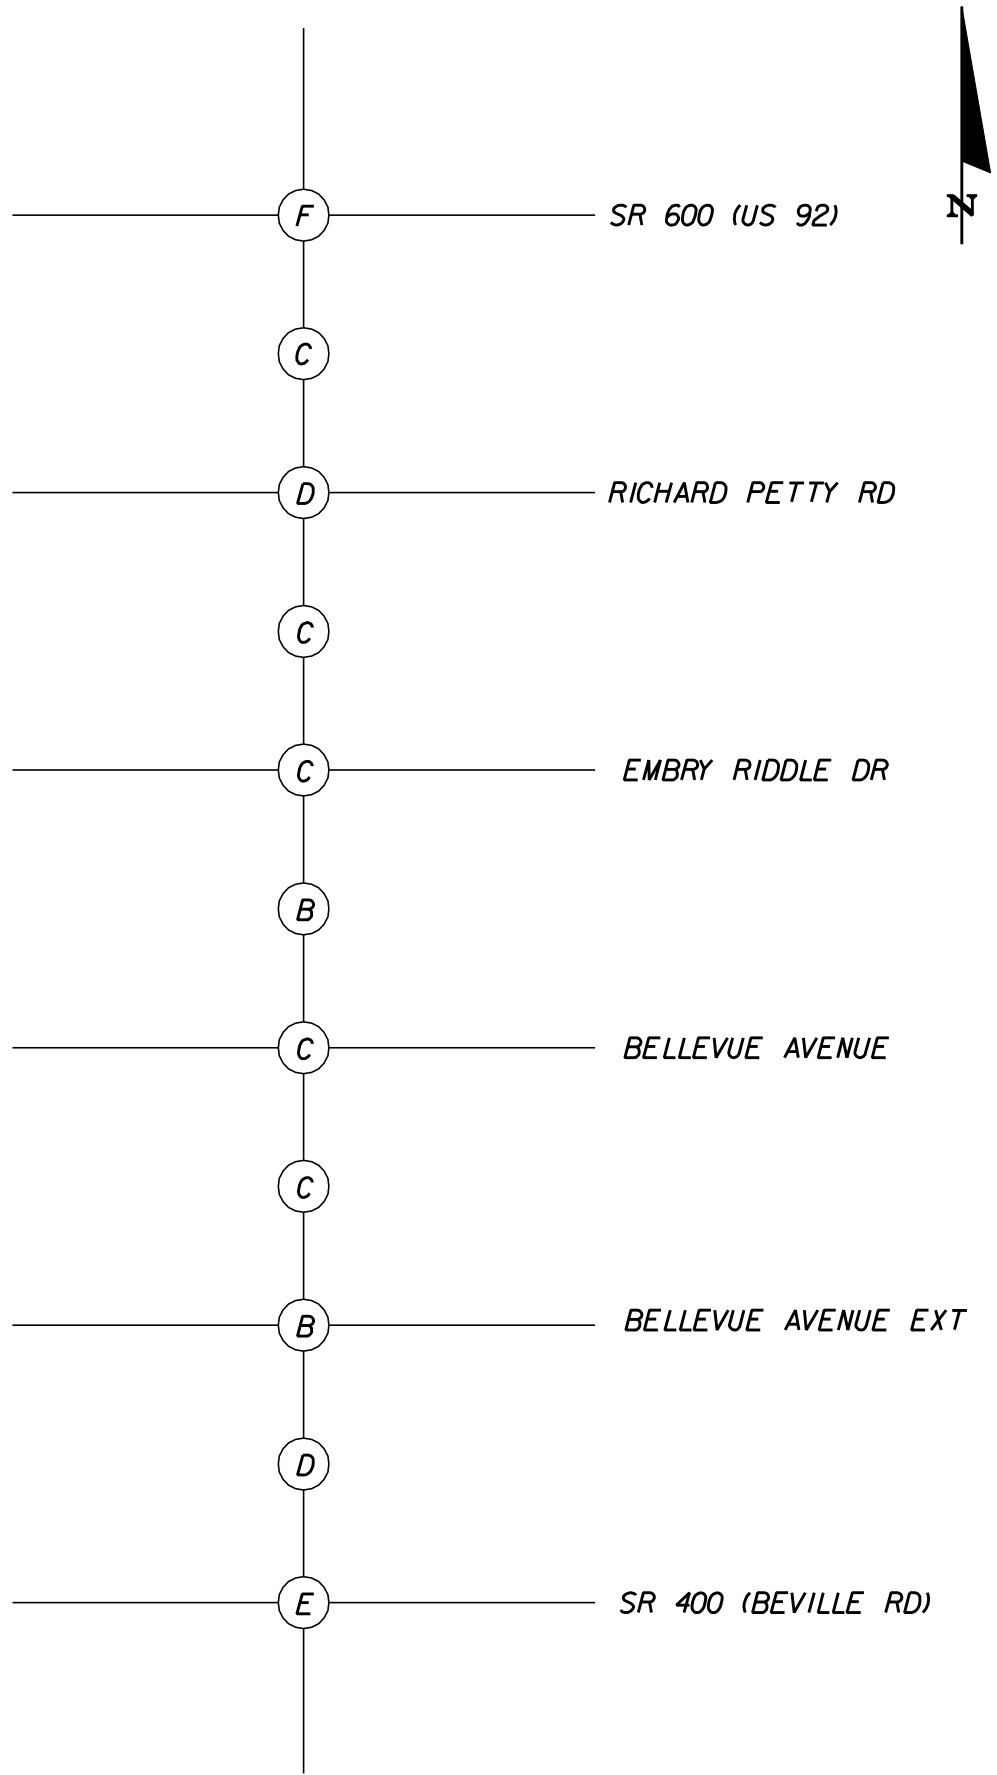 N
F SR 600 (US 92)
C
D RICHARD PETTY RD
C
C EMBRY RIDDLE DR
B
C BELLEVUE AVENUE
C
B BELLEVUE AVENUE EXT
D
E SR 400 (BEVILLE RD)